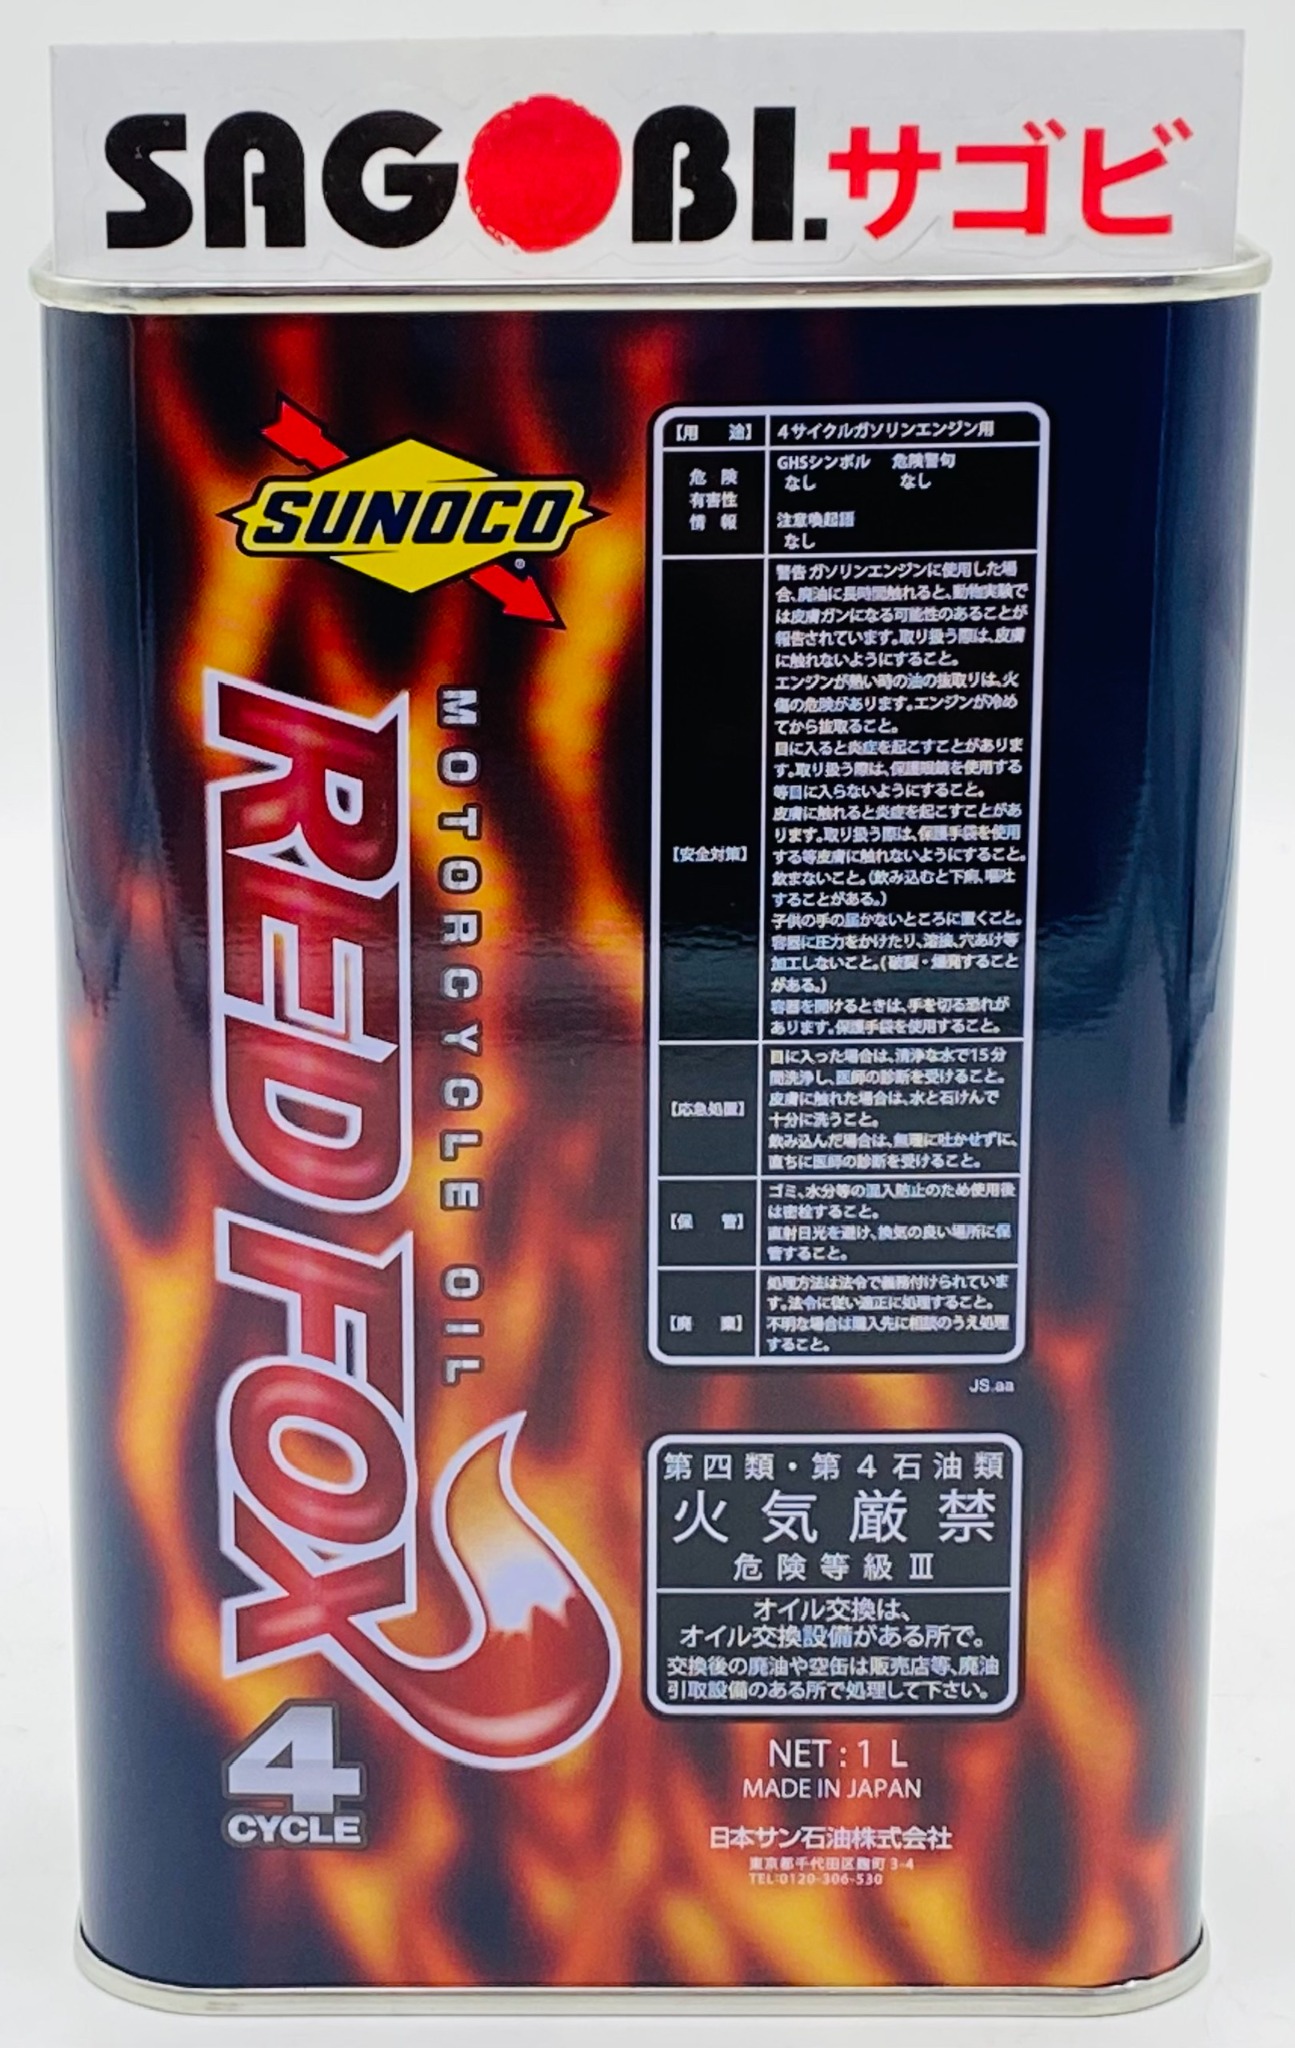 SAGOBI.サゴビ
SUNOCO
RED FOX
MOTORCYCLE OIL
4
CYCLE
【用 途】 4サイクルガソリンエンジン用
危 険
有害性
情 報
GHSシンボル 危険警句
なし なし
注意喚起語
なし
【安全対策】
警告 ガソリンエンジンに使用した場
合、廃油に長時間触れると、動物実験で
は皮膚ガンになる可能性のあることが
報告されています。取り扱う際は、皮膚
に触れないようにすること。
エンジンが熱い時の油の抜取りは、火
傷の危険があります。エンジンが冷め
てから抜取ること。
目に入ると炎症を起こすことがありま
す。取り扱う際は、保護眼鏡を使用する
等目に入らないようにすること。
皮膚に触れると炎症を起こすことがあ
ります。取り扱う際は、保護手袋を使用
する等皮膚に触れないようにすること。
飲まないこと。(飲み込むと下痢、嘔吐
することがある。)
子供の手の届かないところに置くこと。
容器に圧力をかけたり、溶接、穴あけ等
加工しないこと。(破裂・爆発すること
がある。)
容器を開けるときは、手を切る恐れが
あります。保護手袋を使用すること。
【応急処置】
目に入った場合は、清浄な水で15分
間洗浄し、医師の診断を受けること。
皮膚に触れた場合は、水と石けんで
十分に洗うこと。
飲み込んだ場合は、無理に吐かせずに、
直ちに医師の診断を受けること。
【保 管】
ゴミ、水分等の混入防止のため使用後
は密栓すること。
直射日光を避け、換気の良い場所に保
管すること。
【廃 棄】
処理方法は法令で義務付けられていま
す。法令に従い適正に処理すること。
不明な場合は購入先に相談のうえ処理
すること。
JS.aa
第四類・第4石油類
火気厳禁
危険等級Ⅲ
オイル交換は、
オイル交換設備がある所で。
交換後の廃油や空缶は販売店等、廃油
引取設備のある所で処理して下さい。
NET : 1 L
MADE IN JAPAN
日本サン石油株式会社
東京都千代田区麹町3-4
TEL:0120-306-530